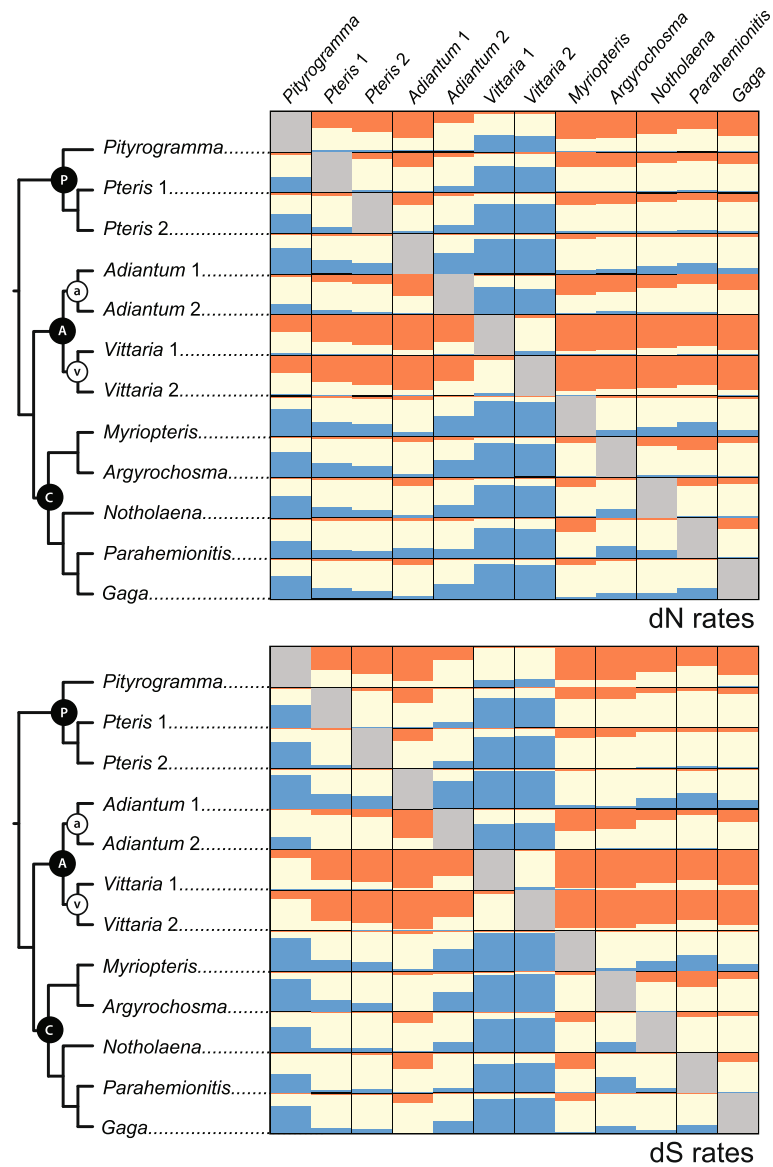 Pityrogramma
Pteris 1
Pteris 2
Adiantum 1
Adiantum 2
Vittaria 1
Vittaria 2
Myriopteris
Argyrochosma
Notholaena
Parahemionitis
Gaga
Pityrogramma
P
Pteris 1
Pteris 2
Adiantum 1
a
Adiantum 2
A
Vittaria 1
v
Vittaria 2
Myriopteris
Argyrochosma
C
Notholaena
Parahemionitis
Gaga
dN rates
Pityrogramma
P
Pteris 1
Pteris 2
Adiantum 1
a
Adiantum 2
A
Vittaria 1
v
Vittaria 2
Myriopteris
Argyrochosma
C
Notholaena
Parahemionitis
Gaga
dS rates